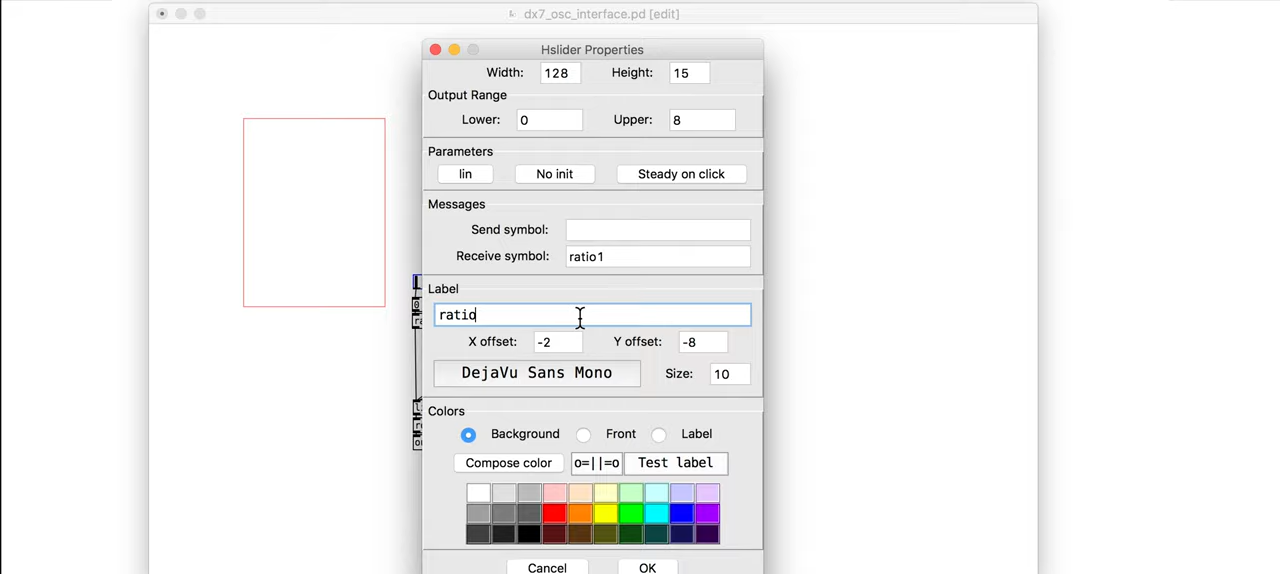 dx7_osc_interface.pd [edit]
Hslider Properties
Width: 128 Height: 15
Output Range
Lower: 0 Upper: 8
Parameters
lin No init Steady on click
Messages
Send symbol:
Receive symbol: ratio1
Label
ratio
X offset: -2 Y offset: -8
DejaVu Sans Mono Size: 10
Colors
Background Front Label
Compose color o=||=o Test label
Cancel OK